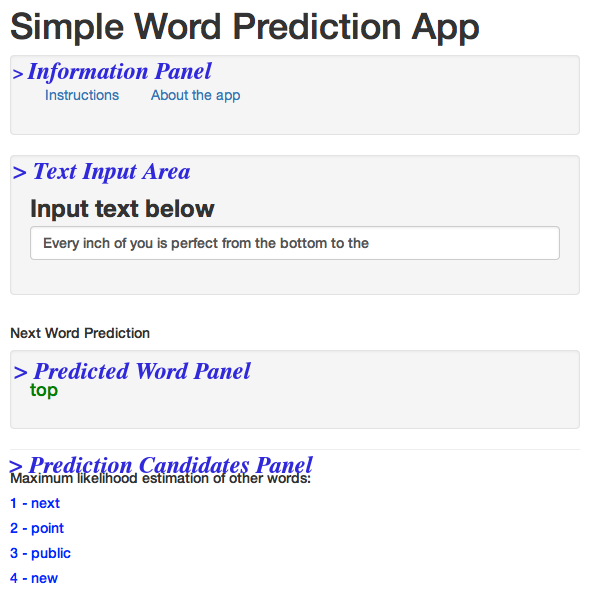 Simple Word Prediction App
> Information Panel
Instructions About the app
> Text Input Area
Input text below
Every inch of you is perfect from the bottom to the
Next Word Prediction
> Predicted Word Panel
top
> Prediction Candidates Panel
Maximum likelihood estimation of other words:
1 - next
2 - point
3 - public
4 - new